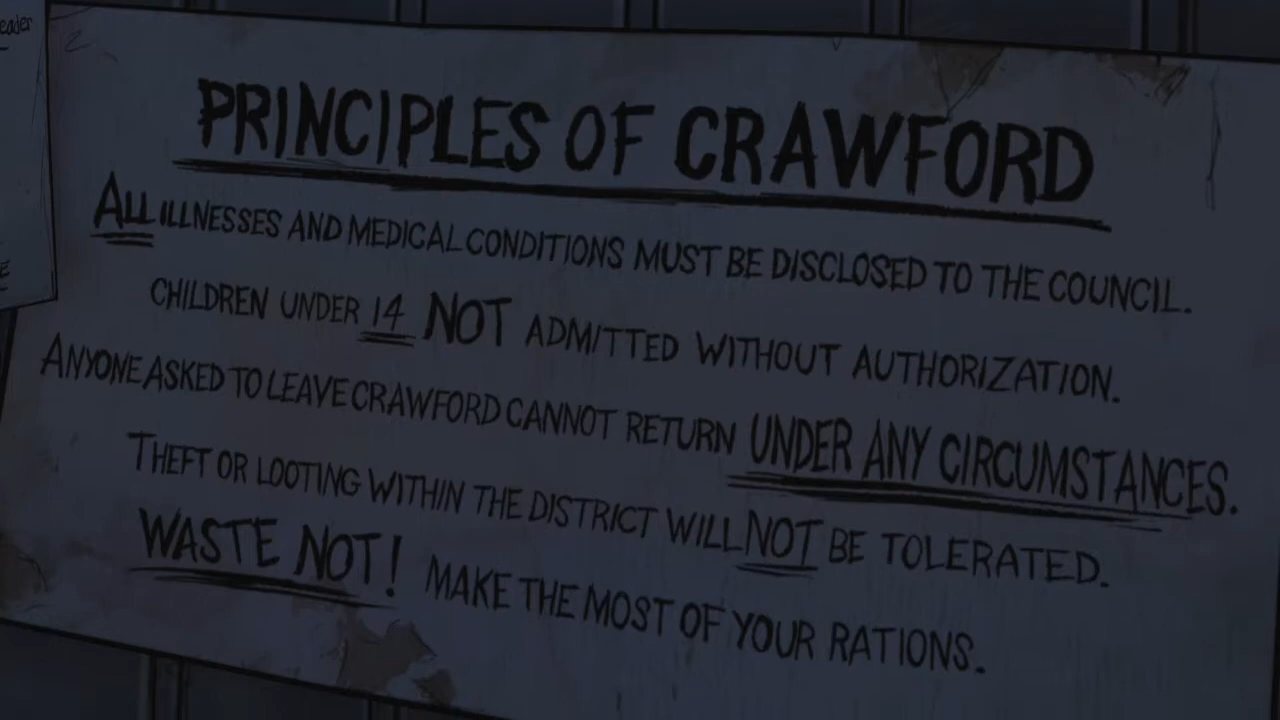 eader
PRINCIPLES OF CRAWFORD
ALL ILLNESSES AND MEDICAL CONDITIONS MUST BE DISCLOSED TO THE COUNCIL.
CHILDREN UNDER 14 NOT ADMITTED WITHOUT AUTHORIZATION.
ANYONE ASKED TO LEAVE CRAWFORD CANNOT RETURN UNDER ANY CIRCUMSTANCES.
THEFT OR LOOTING WITHIN THE DISTRICT WILL NOT BE TOLERATED.
WASTE NOT! MAKE THE MOST OF YOUR RATIONS.